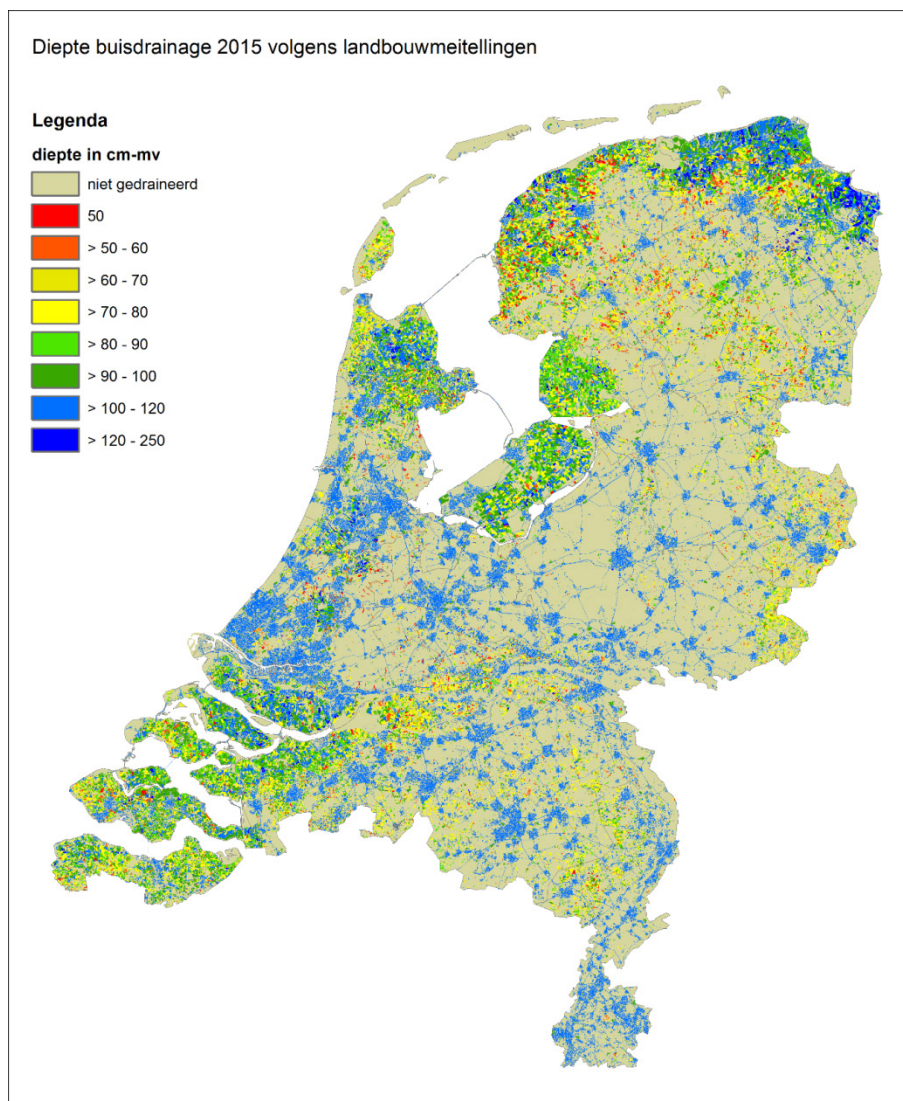 Diepte buisdrainage 2015 volgens landbouwmeitellingen
Legenda
diepte in cm-mv
niet gedraineerd
50
> 50 - 60
> 60 - 70
> 70 - 80
> 80 - 90
> 90 - 100
> 100 - 120
> 120 - 250